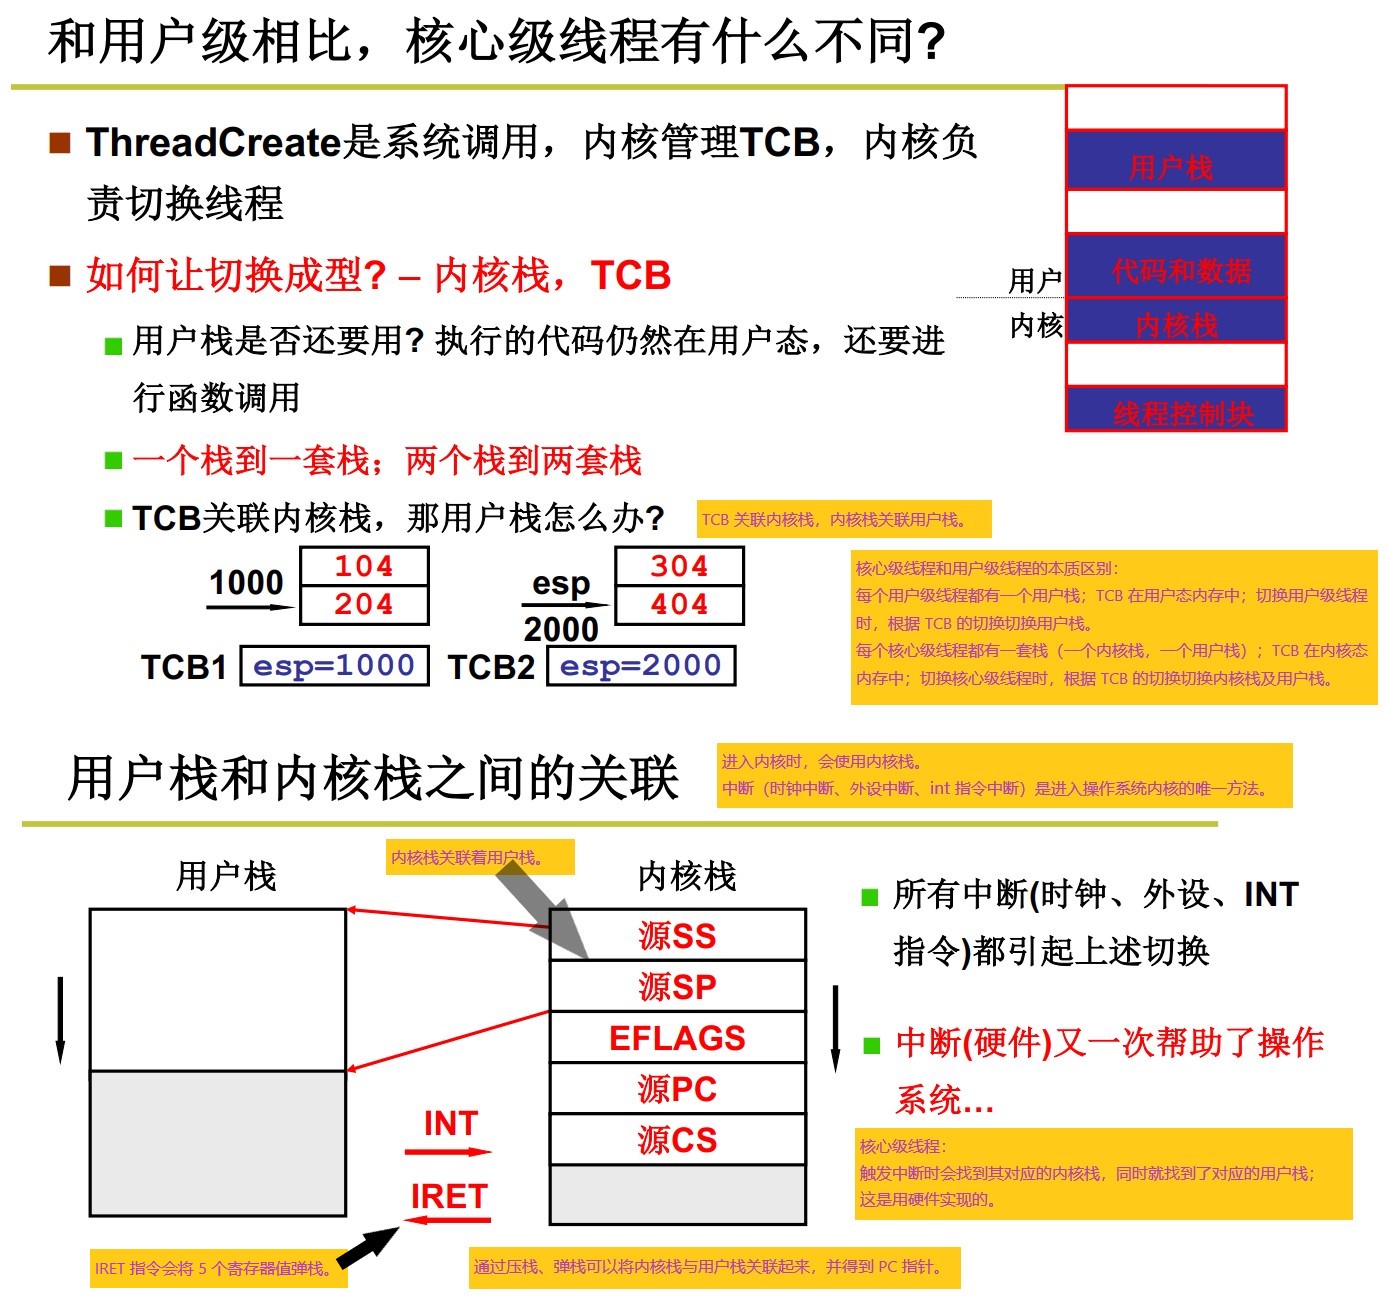 和用户级相比，核心级线程有什么不同?
ThreadCreate是系统调用，内核管理TCB，内核负
责切换线程
用户栈
代码和数据
用户
内核
内核栈
线程控制块
如何让切换成型? – 内核栈，TCB
用户栈是否还要用? 执行的代码仍然在用户态，还要进
行函数调用
一个栈到一套栈；两个栈到两套栈
TCB关联内核栈，那用户栈怎么办?
TCB 关联内核栈，内核栈关联用户栈。
1000
104
204
esp
2000
304
404
TCB1
esp=1000
TCB2
esp=2000
核心级线程和用户级线程的本质区别：
每个用户级线程都有一个用户栈；TCB 在用户态内存中；切换用户级线程
时，根据 TCB 的切换切换用户栈。
每个核心级线程都有一套栈（一个内核栈，一个用户栈）；TCB 在内核态
内存中；切换核心级线程时，根据 TCB 的切换切换内核栈及用户栈。
用户栈和内核栈之间的关联
进入内核时，会使用内核栈。
中断（时钟中断、外设中断、int 指令中断）是进入操作系统内核的唯一方法。
内核栈关联着用户栈。
用户栈
内核栈
源SS
源SP
EFLAGS
源PC
源CS
INT
IRET
所有中断(时钟、外设、INT
指令)都引起上述切换
中断(硬件)又一次帮助了操作
系统...
核心级线程：
触发中断时会找到其对应的内核栈，同时就找到了对应的用户栈；
这是用硬件实现的。
IRET 指令会将 5 个寄存器值弹栈。
通过压栈、弹栈可以将内核栈与用户栈关联起来，并得到 PC 指针。